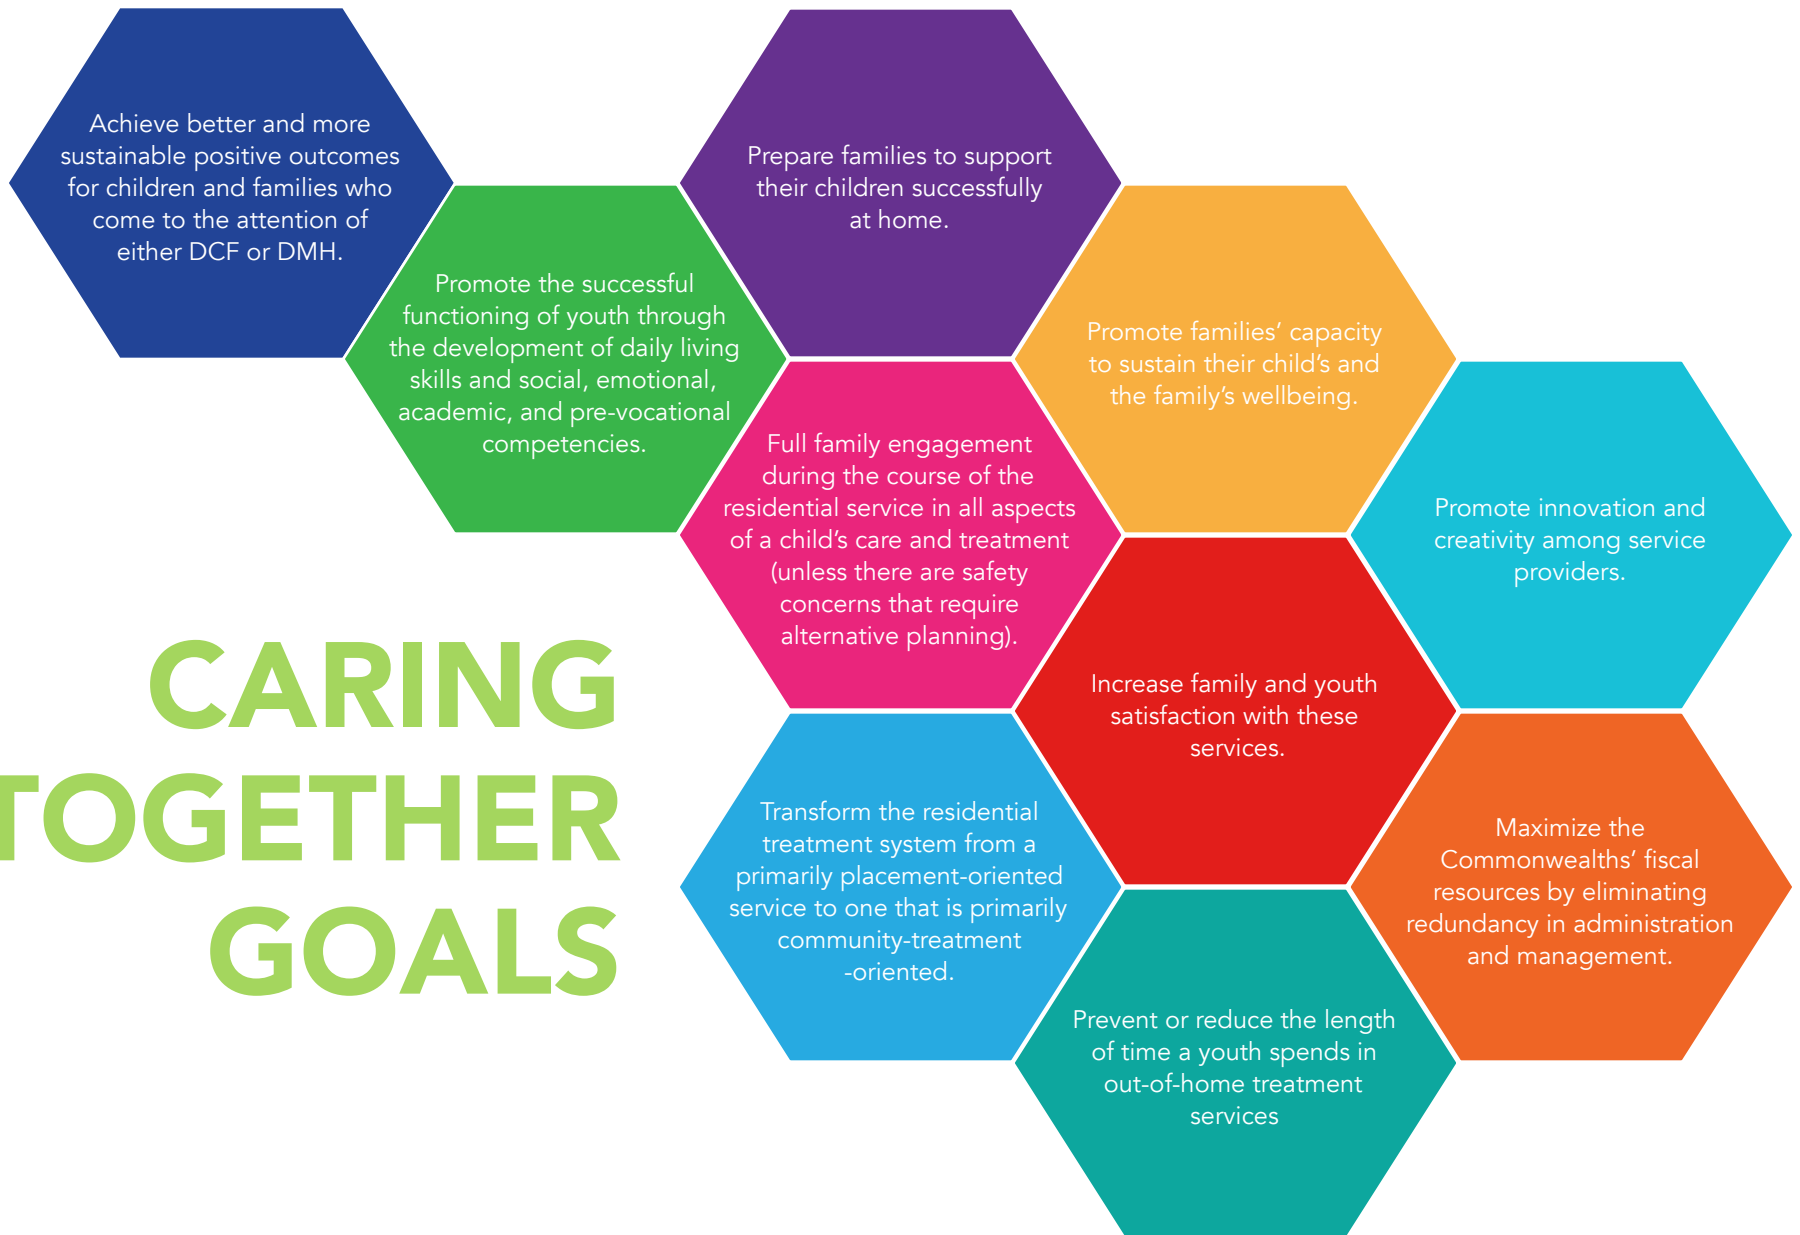 Achieve better and more
sustainable positive outcomes
for children and families who
come to the attention of
either DCF or DMH.
Promote the successful
functioning of youth through
the development of daily living
skills and social, emotional,
academic, and pre-vocational
competencies.
Prepare families to support
their children successfully
at home.
Promote families’ capacity
to sustain their child’s and
the family’s wellbeing.
Full family engagement
during the course of the
residential service in all aspects
of a child’s care and treatment
(unless there are safety
concerns that require
alternative planning).
Promote innovation and
creativity among service
providers.
Increase family and youth
satisfaction with these
services.
CARING
TOGETHER
GOALS
Transform the residential
treatment system from a
primarily placement-oriented
service to one that is primarily
community-treatment
-oriented.
Maximize the
Commonwealths’ fiscal
resources by eliminating
redundancy in administration
and management.
Prevent or reduce the length
of time a youth spends in
out-of-home treatment
services